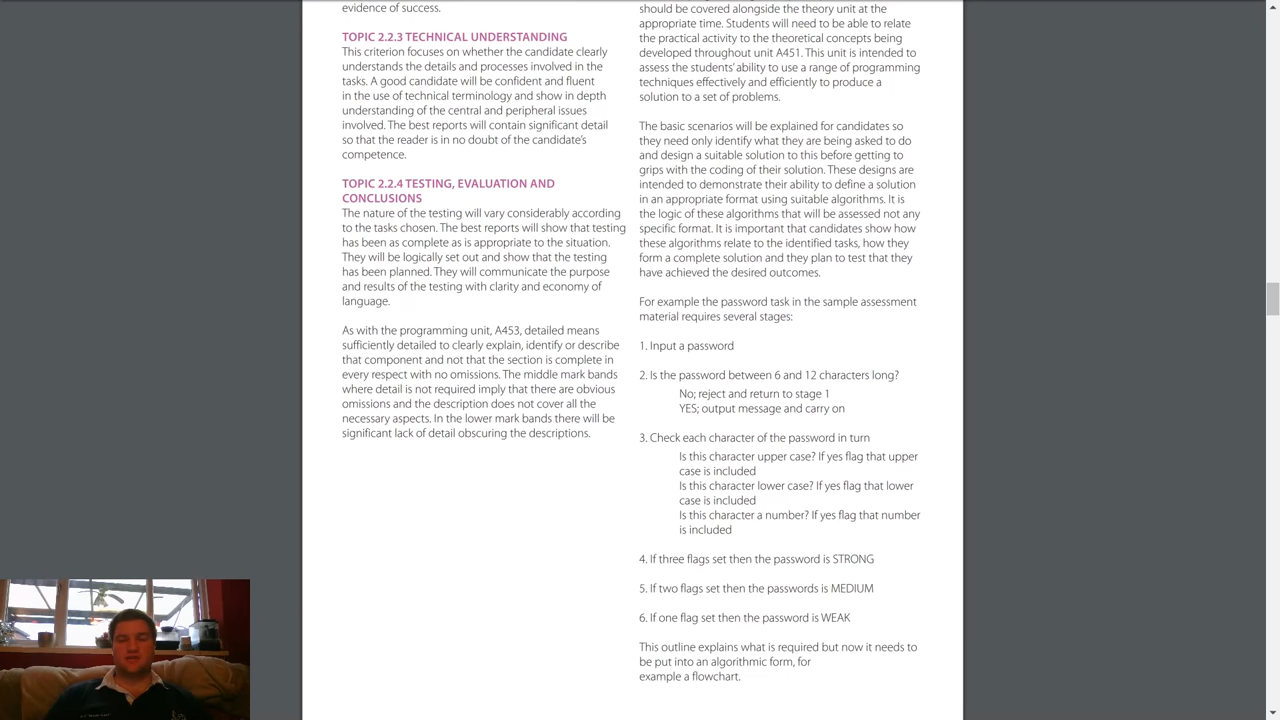 evidence of success.
TOPIC 2.2.3 TECHNICAL UNDERSTANDING
This criterion focuses on whether the candidate clearly
understands the details and processes involved in the
tasks. A good candidate will be confident and fluent
in the use of technical terminology and show in depth
understanding of the central and peripheral issues
involved. The best reports will contain significant detail
so that the reader is in no doubt of the candidate's
competence.
TOPIC 2.2.4 TESTING, EVALUATION AND
CONCLUSIONS
The nature of the testing will vary considerably according
to the tasks chosen. The best reports will show that testing
has been as complete as is appropriate to the situation.
They will be logically set out and show that the testing
has been planned. They will communicate the purpose
and results of the testing with clarity and economy of
language.
As with the programming unit, A453, detailed means
sufficiently detailed to clearly explain, identify or describe
that component and not that the section is complete in
every respect with no omissions. The middle mark bands
where detail is not required imply that there are obvious
omissions and the description does not cover all the
necessary aspects. In the lower mark bands there will be
significant lack of detail obscuring the descriptions.
should be covered alongside the theory unit at the
appropriate time. Students will need to be able to relate
the practical activity to the theoretical concepts being
developed throughout unit A451. This unit is intended to
assess the students' ability to use a range of programming
techniques effectively and efficiently to produce a
solution to a set of problems.
The basic scenarios will be explained for candidates so
they need only identify what they are being asked to do
and design a suitable solution to this before getting to
grips with the coding of their solution. These designs are
intended to demonstrate their ability to define a solution
in an appropriate format using suitable algorithms. It is
the logic of these algorithms that will be assessed not any
specific format. It is important that candidates show how
these algorithms relate to the identified tasks, how they
form a complete solution and they plan to test that they
have achieved the desired outcomes.
For example the password task in the sample assessment
material requires several stages:
1. Input a password
2. Is the password between 6 and 12 characters long?
No; reject and return to stage 1
YES; output message and carry on
3. Check each character of the password in turn
Is this character upper case? If yes flag that upper
case is included
Is this character lower case? If yes flag that lower
case is included
Is this character a number? If yes flag that number
is included
4. If three flags set then the password is STRONG
5. If two flags set then the passwords is MEDIUM
6. If one flag set then the password is WEAK
This outline explains what is required but now it needs to
be put into an algorithmic form, for
example a flowchart.